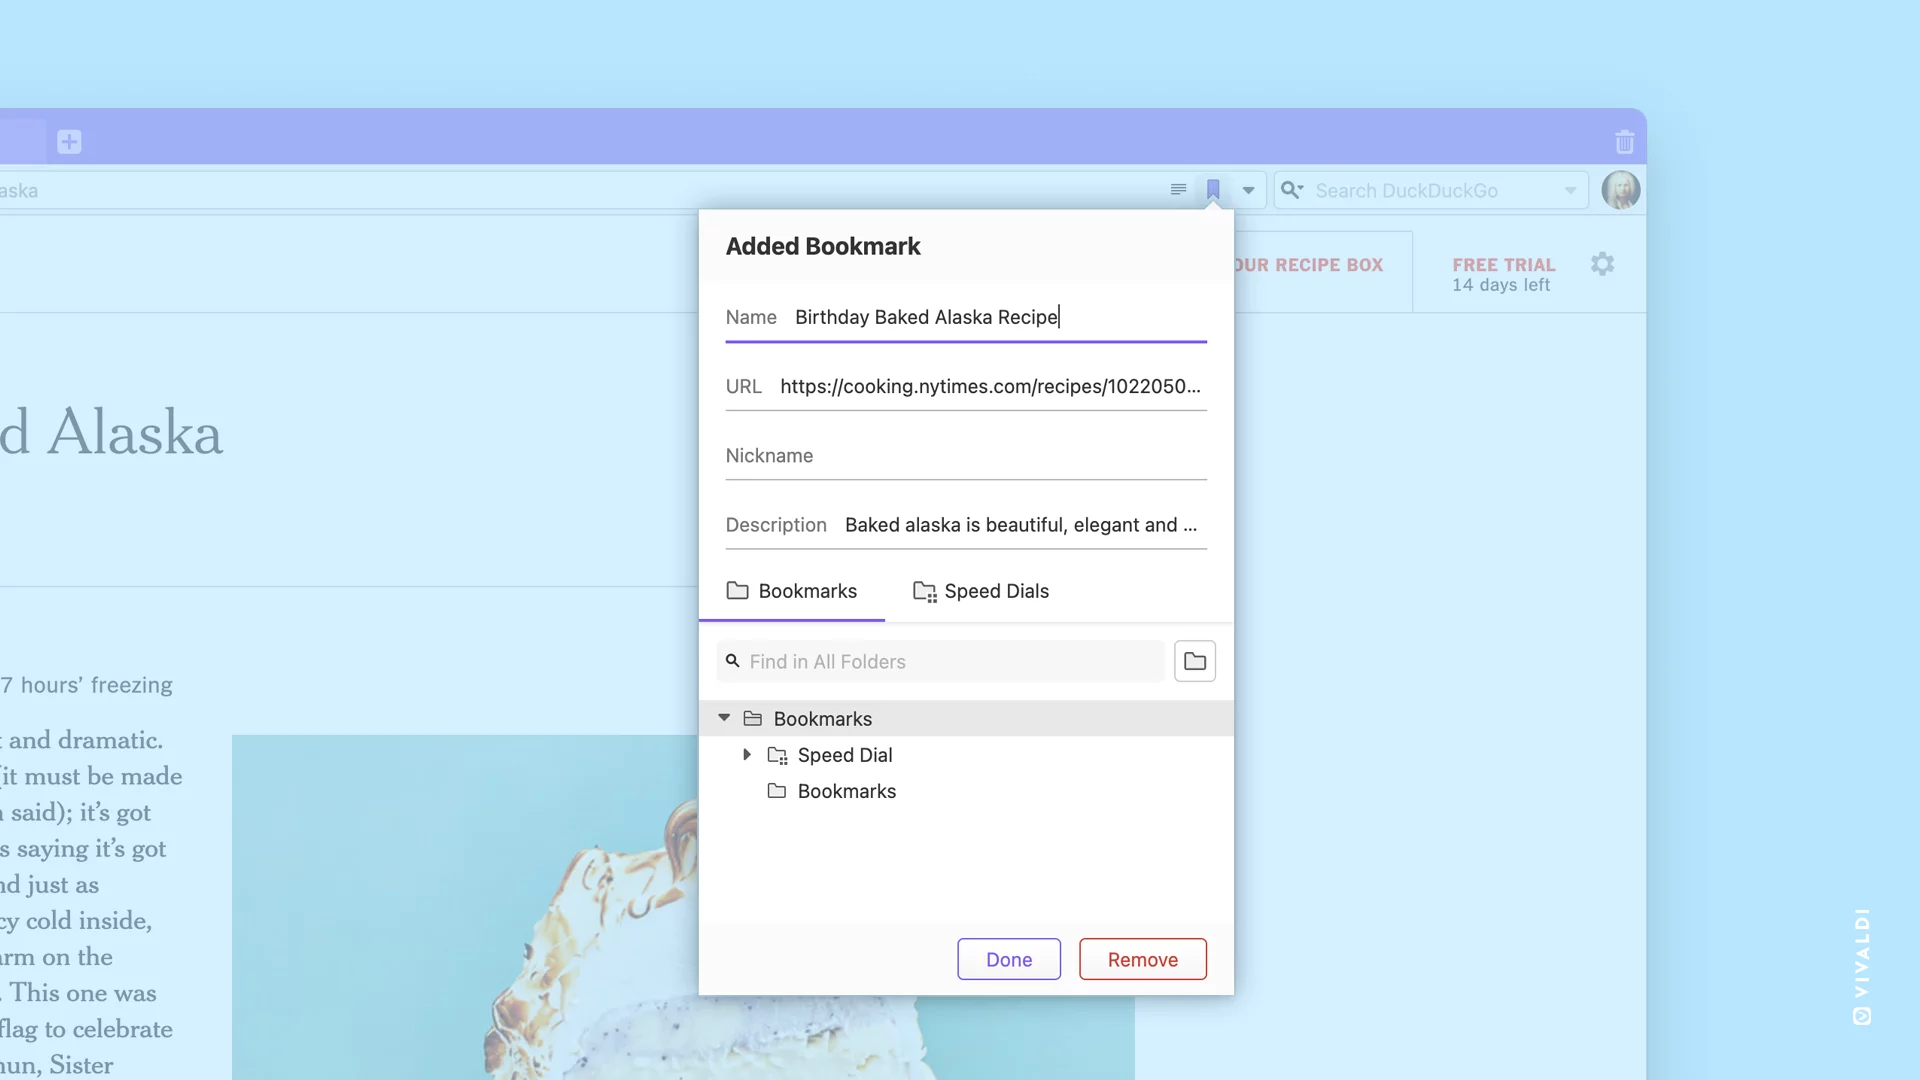 aska
Search DuckDuckGo
Added Bookmark
OUR RECIPE BOX
FREE TRIAL
14 days left
Name Birthday Baked Alaska Recipe
URL https://cooking.nytimes.com/recipes/1022050...
d Alaska
Nickname
Description Baked alaska is beautiful, elegant and ...
Bookmarks Speed Dials
Find in All Folders
Bookmarks
Speed Dial
Bookmarks
Done Remove
7 hours’ freezing
t and dramatic.
(it must be made
n said); it’s got
s saying it’s got
nd just as
cy cold inside,
arm on the
. This one was
flag to celebrate
nun, Sister
VIVALDI